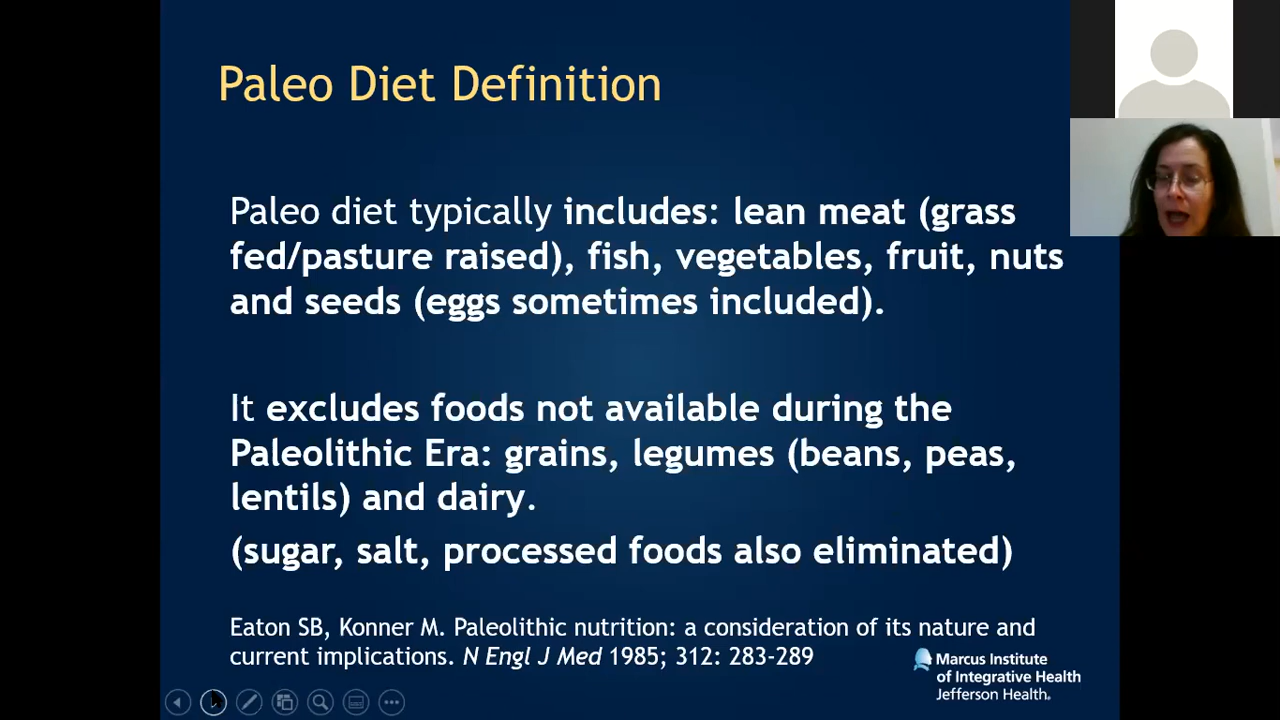 Paleo Diet Definition
Paleo diet typically includes: lean meat (grass
fed/pasture raised), fish, vegetables, fruit, nuts
and seeds (eggs sometimes included).
It excludes foods not available during the
Paleolithic Era: grains, legumes (beans, peas,
lentils) and dairy.
(sugar, salt, processed foods also eliminated)
Eaton SB, Konner M. Paleolithic nutrition: a consideration of its nature and
current implications. N Engl J Med 1985; 312: 283-289
Marcus Institute
of Integrative Health
Jefferson Health.